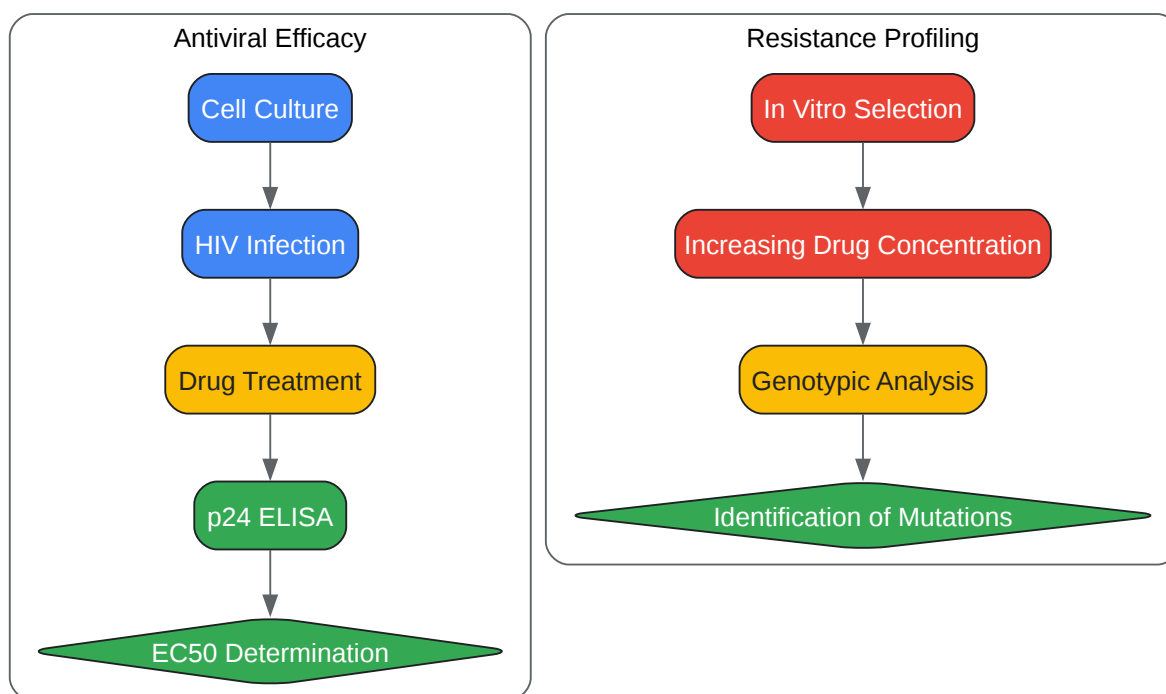 Antiviral Efficacy
Cell Culture
HIV Infection
Drug Treatment
p24 ELISA
EC50 Determination
Resistance Profiling
In Vitro Selection
Increasing Drug Concentration
Genotypic Analysis
Identification of Mutations